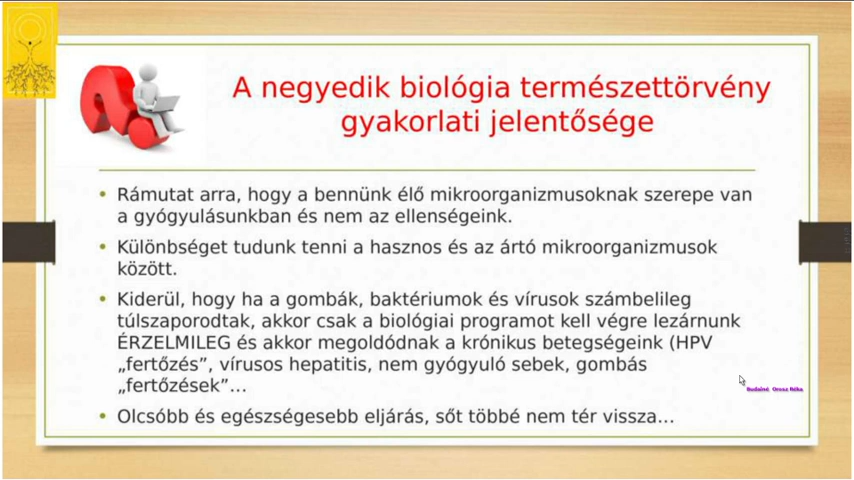 A negyedik biológia természettörvény
gyakorlati jelentősége
• Rámutat arra, hogy a bennünk élő mikroorganizmusoknak szerepe van
a gyógyulásunkban és nem az ellenségeink.
• Különbséget tudunk tenni a hasznos és az ártó mikroorganizmusok
között.
• Kiderül, hogy ha a gombák, baktériumok és vírusok számbelileg
túlszaporodtak, akkor csak a biológiai programot kell végre lezárnunk
ÉRZELMILEG és akkor megoldódnak a krónikus betegségeink (HPV
„fertőzés”, vírusos hepatitis, nem gyógyuló sebek, gombás
„fertőzések”…
Budainé Orosz Réka
• Olcsóbb és egészségesebb eljárás, sőt többé nem tér vissza…